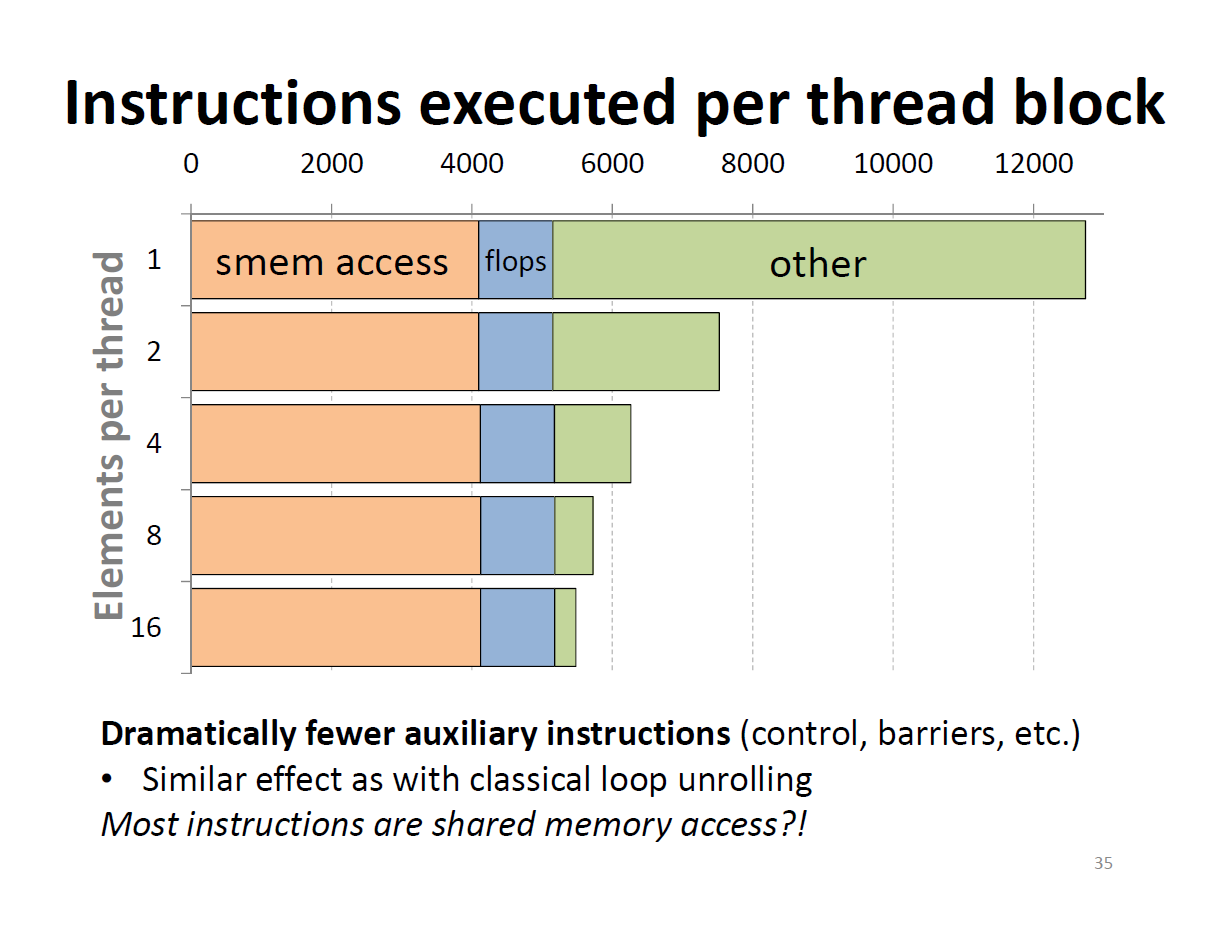 Instructions executed per thread block
0 2000 4000 6000 8000 10000 12000
Elements per thread
1 smem access flops other
2
4
8
16
Dramatically fewer auxiliary instructions (control, barriers, etc.)
• Similar effect as with classical loop unrolling
Most instructions are shared memory access?!
35